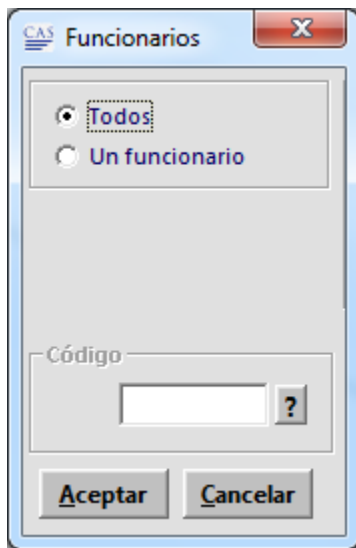 CAS Funcionarios X
Todos
Un funcionario
Código
?
Aceptar Cancelar